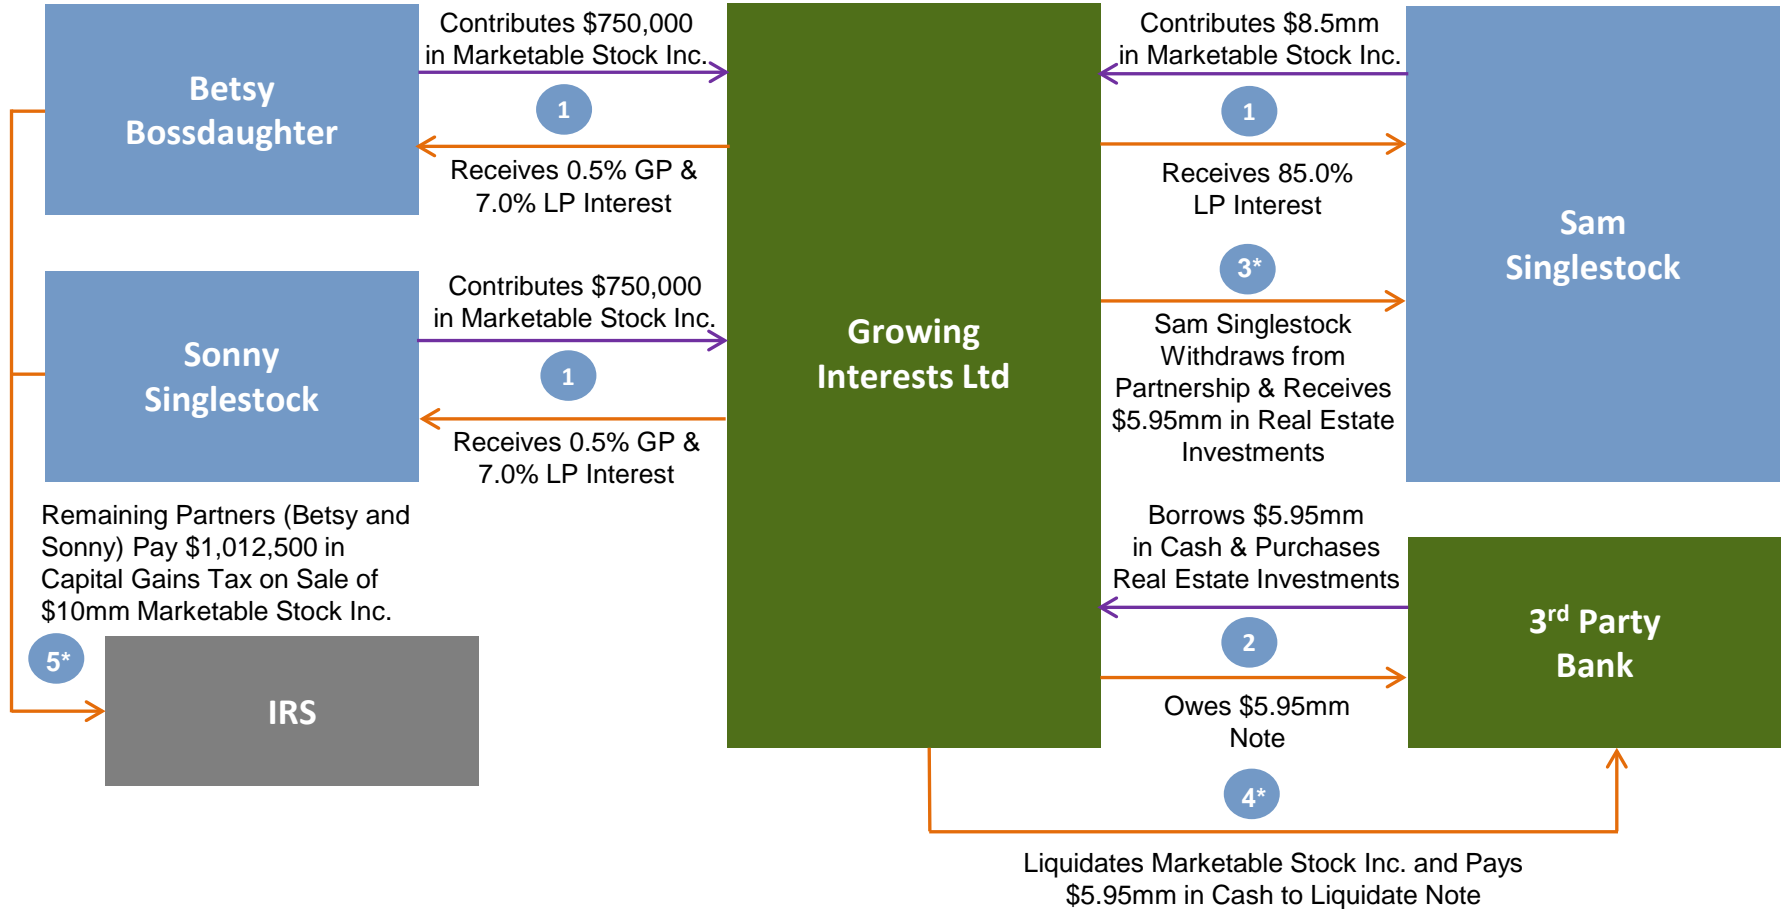 Betsy
Bossdaughter
Contributes $750,000
in Marketable Stock Inc.
1
Receives 0.5% GP &
7.0% LP Interest
Sonny
Singlestock
Contributes $750,000
in Marketable Stock Inc.
1
Receives 0.5% GP &
7.0% LP Interest
Growing
Interests Ltd
Contributes $8.5mm
in Marketable Stock Inc.
1
Receives 85.0%
LP Interest
3*
Sam Singlestock
Withdraws from
Partnership & Receives
$5.95mm in Real Estate
Investments
Sam
Singlestock
Borrows $5.95mm
in Cash & Purchases
Real Estate Investments
2
Owes $5.95mm
Note
3rd Party
Bank
4*
Liquidates Marketable Stock Inc. and Pays
$5.95mm in Cash to Liquidate Note
Remaining Partners (Betsy and
Sonny) Pay $1,012,500 in
Capital Gains Tax on Sale of
$10mm Marketable Stock Inc.
5*
IRS